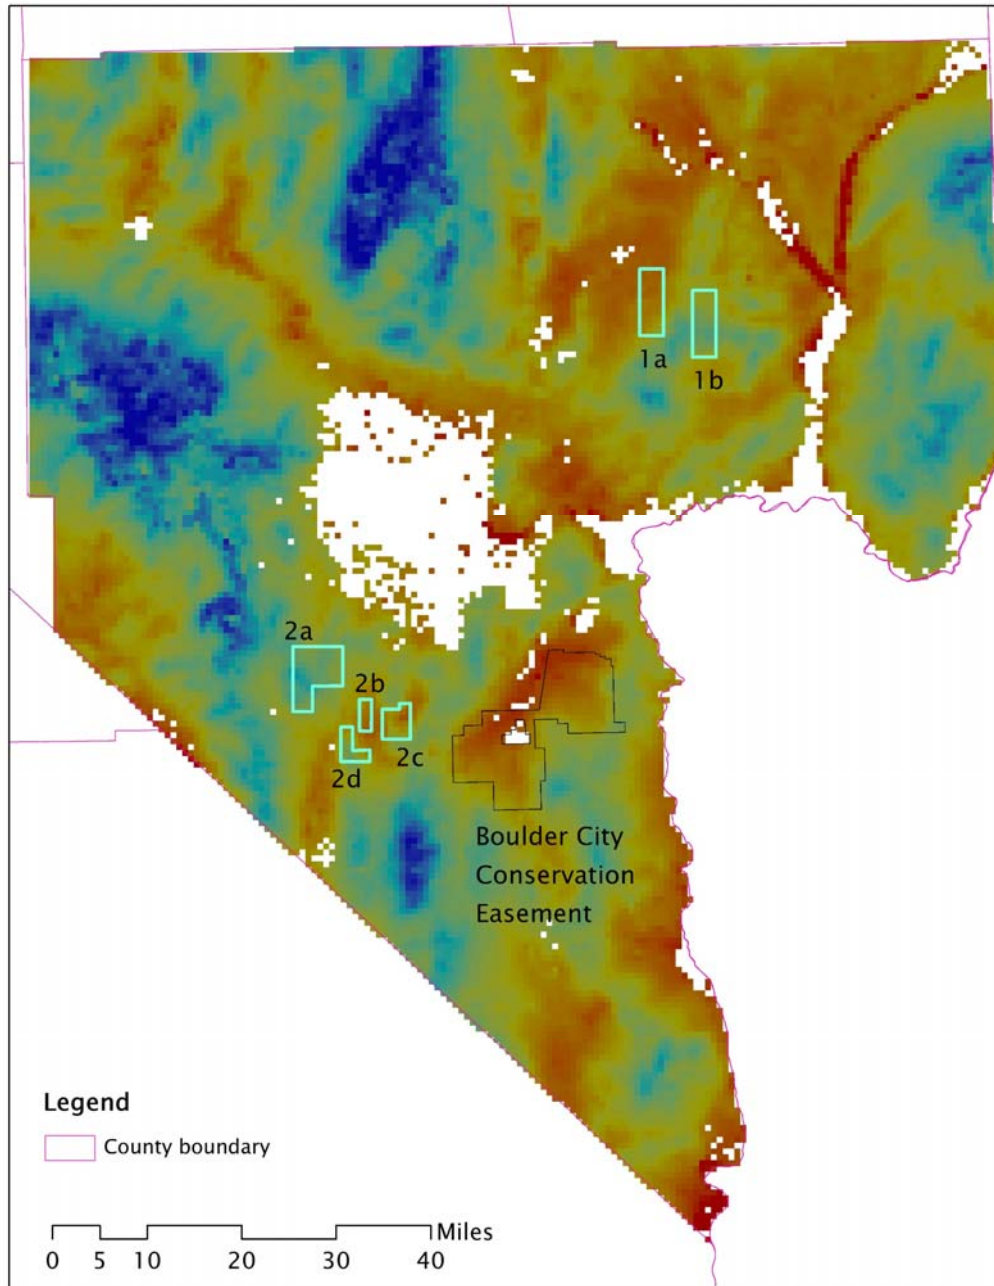 1a
1b
2a
2b
2c
2d
Boulder City
Conservation
Easement
Legend
County boundary
Miles
0 5 10 20 30 40